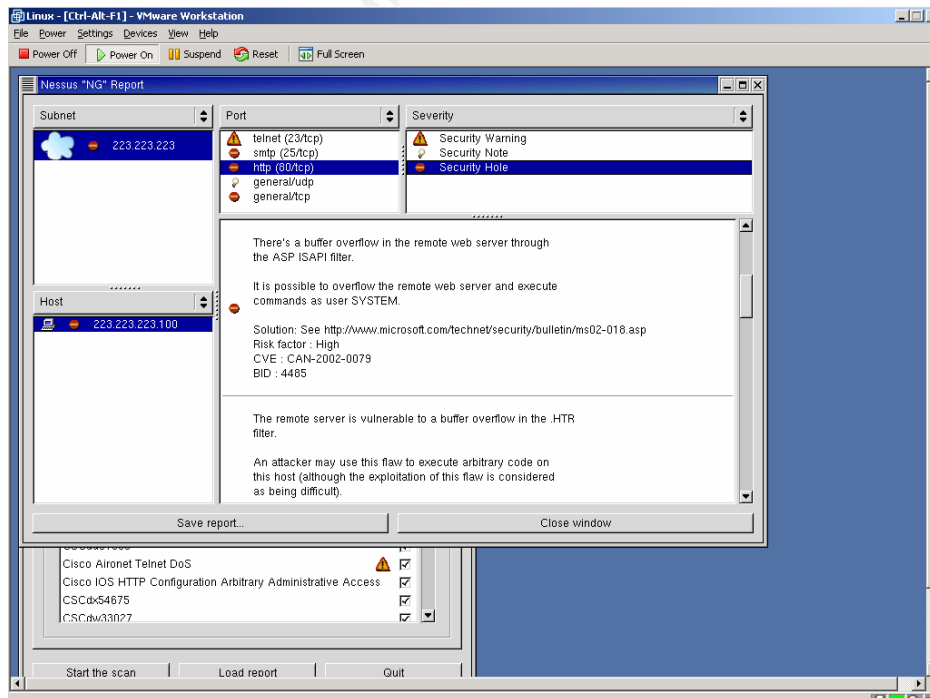 Linux - [Ctrl-Alt-F1] - VMware Workstation
File Power Settings Devices View Help
Power Off Power On Suspend Reset Full Screen
Nessus "NG" Report
Subnet
223.223.223
Port
telnet (23/tcp)
smtp (25/tcp)
http (80/tcp)
general/udp
general/tcp
Severity
Security Warning
Security Note
Security Hole
Host
223.223.223.100
There's a buffer overflow in the remote web server through
the ASP ISAPI filter.
It is possible to overflow the remote web server and execute
commands as user SYSTEM.
Solution: See http://www.microsoft.com/technet/security/bulletin/ms02-018.asp
Risk factor : High
CVE : CAN-2002-0079
BID : 4485
The remote server is vulnerable to a buffer overflow in the .HTR
filter.
An attacker may use this flaw to execute arbitrary code on
this host (although the exploitation of this flaw is considered
as being difficult).
Save report... Close window
Cisco Aironet Telnet DoS
Cisco IOS HTTP Configuration Arbitrary Administrative Access
CSCdx54675
CSCdw33027
Start the scan Load report Quit